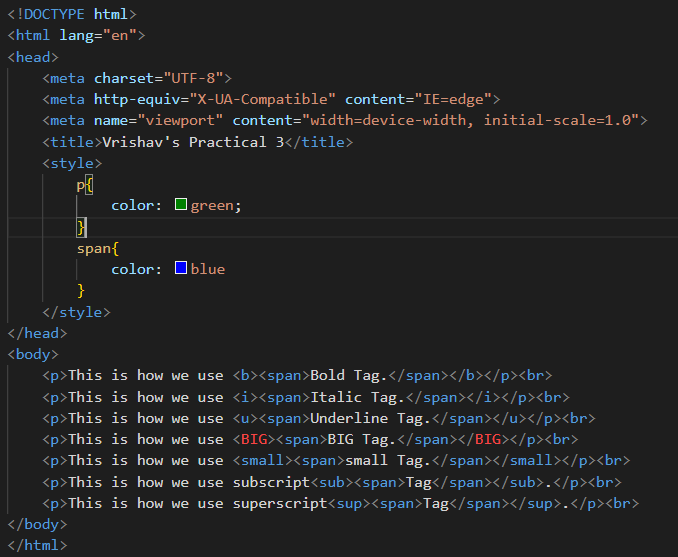 <!DOCTYPE html>
<html lang="en">
<head>
    <meta charset="UTF-8">
    <meta http-equiv="X-UA-Compatible" content="IE=edge">
    <meta name="viewport" content="width=device-width, initial-scale=1.0">
    <title>Vrishav's Practical 3</title>
    <style>
        p{
            color: green;
        }
        span{
            color: blue
        }
    </style>
</head>
<body>
    <p>This is how we use <b><span>Bold Tag.</span></b></p><br>
    <p>This is how we use <i><span>Italic Tag.</span></i></p><br>
    <p>This is how we use <u><span>Underline Tag.</span></u></p><br>
    <p>This is how we use <BIG><span>BIG Tag.</span></BIG></p><br>
    <p>This is how we use <small><span>small Tag.</span></small></p><br>
    <p>This is how we use subscript<sub><span>Tag</span></sub>.</p><br>
    <p>This is how we use superscript<sup><span>Tag</span></sup>.</p><br>
</body>
</html>